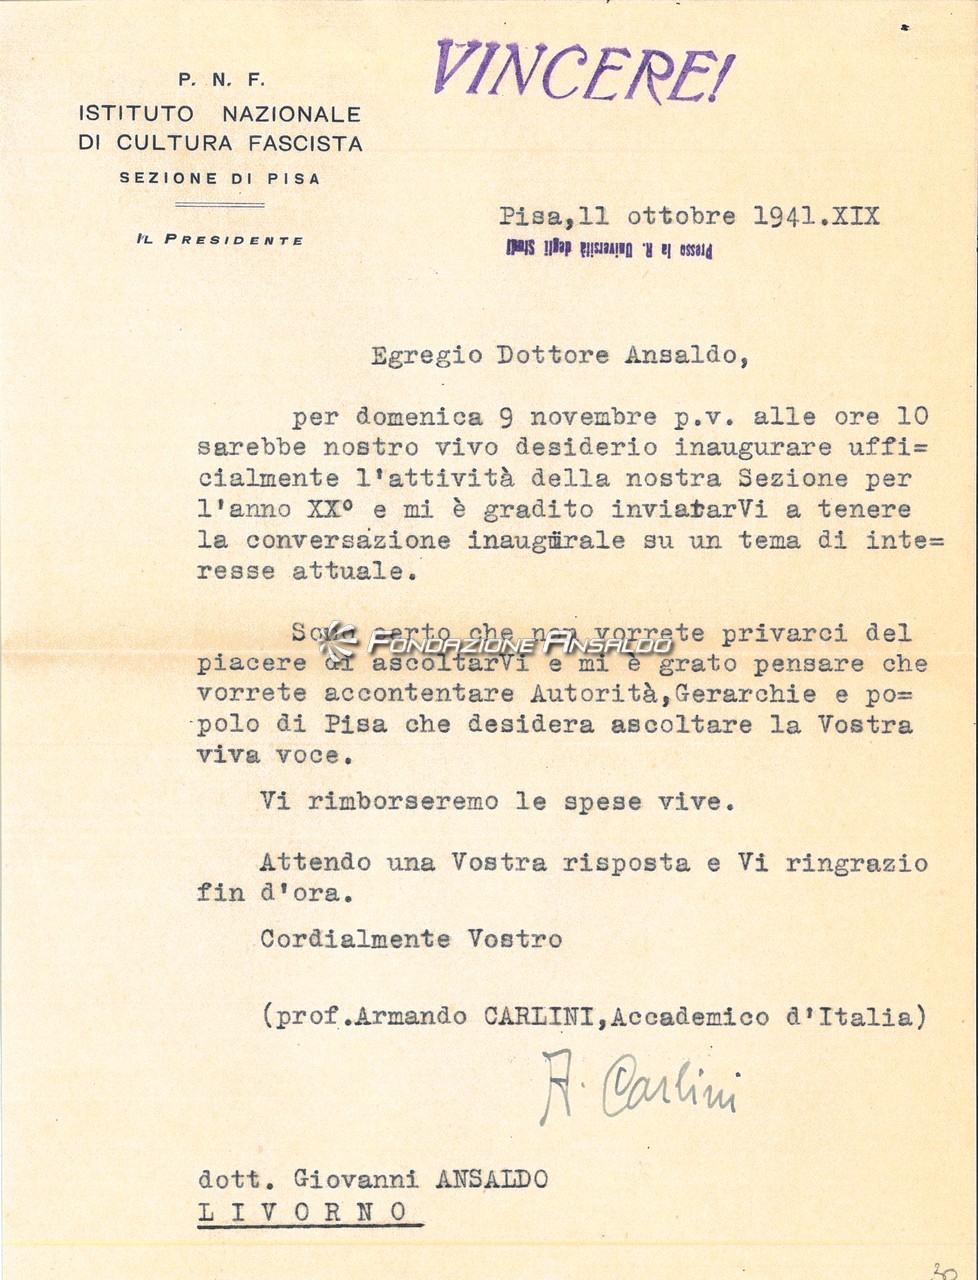 P. N. F.
ISTITUTO NAZIONALE
DI CULTURA FASCISTA
SEZIONE DI PISA
IL PRESIDENTE
VINCERE!
Pisa,11 ottobre 1941.XIX
Presso la R. Università degli Studi
Egregio Dottore Ansaldo,
per domenica 9 novembre p.v. alle ore 10
sarebbe nostro vivo desiderio inaugurare uffi=
cialmente l'attività della nostra Sezione per
l'anno XX° e mi è gradito inviatarVi a tenere
la conversazione inaugurale su un tema di inte=
resse attuale.
Sono certo che non vorrete privarci del
FONDAZIONE ANSALDO
piacere di ascoltarVi e mi è grato pensare che
vorrete accontentare Autorità,Gerarchie e po=
polo di Pisa che desidera ascoltare la Vostra
viva voce.
Vi rimborseremo le spese vive.
Attendo una Vostra risposta e Vi ringrazio
fin d'ora.
Cordialmente Vostro
(prof.Armando CARLINI,Accademico d'Italia)
A. Carlini
dott. Giovanni ANSALDO
LIVORNO
30